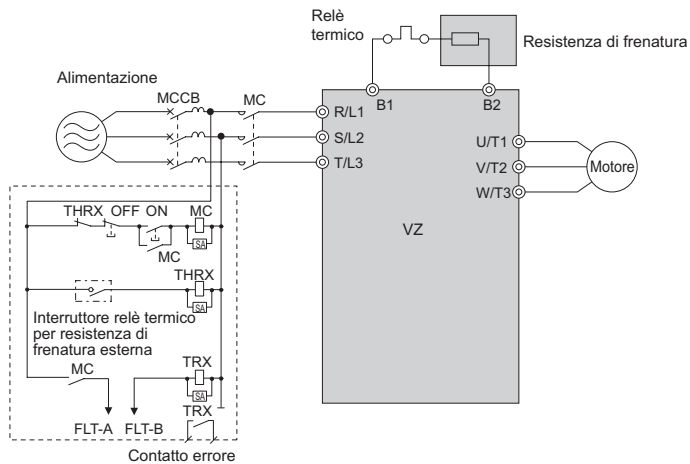 Relè
termico
Resistenza di frenatura
Alimentazione
MCCB
MC
B1
B2
R/L1
S/L2
T/L3
U/T1
V/T2
W/T3
Motore
VZ
THRX
OFF
ON
MC
SA
MC
THRX
SA
Interruttore relè termico
per resistenza di
frenatura esterna
MC
TRX
SA
TRX
FLT-A
FLT-B
Contatto errore